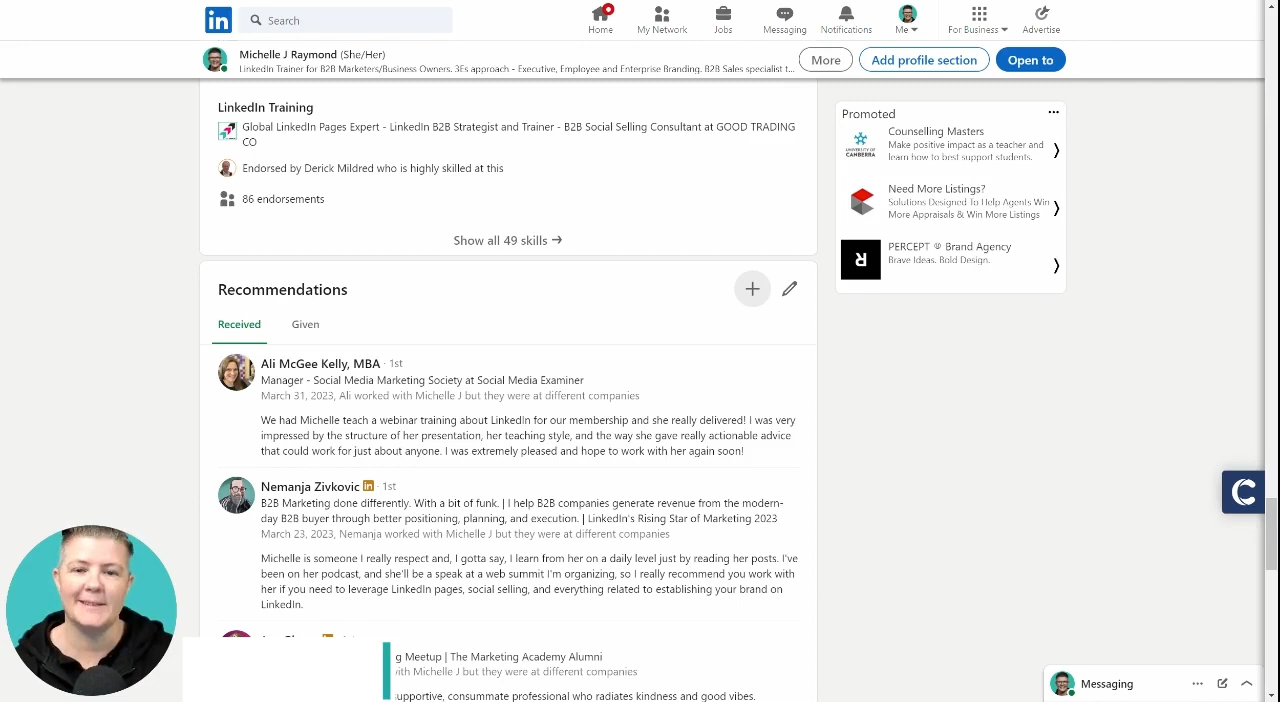 in
Search
Home
My Network
Jobs
Messaging
Notifications
Me
For Business
Advertise
Michelle J Raymond (She/Her)
LinkedIn Trainer for B2B Marketers/Business Owners. 3Es approach - Executive, Employee and Enterprise Branding. B2B Sales specialist t...
More
Add profile section
Open to
LinkedIn Training
Global LinkedIn Pages Expert - LinkedIn B2B Strategist and Trainer - B2B Social Selling Consultant at GOOD TRADING
CO
Endorsed by Derick Mildred who is highly skilled at this
86 endorsements
Show all 49 skills →
Recommendations
Received
Given
Ali McGee Kelly, MBA · 1st
Manager - Social Media Marketing Society at Social Media Examiner
March 31, 2023, Ali worked with Michelle J but they were at different companies
We had Michelle teach a webinar training about LinkedIn for our membership and she really delivered! I was very
impressed by the structure of her presentation, her teaching style, and the way she gave really actionable advice
that could work for just about anyone. I was extremely pleased and hope to work with her again soon!
Nemanja Zivkovic in · 1st
B2B Marketing done differently. With a bit of funk. | I help B2B companies generate revenue from the modern-
day B2B buyer through better positioning, planning, and execution. | LinkedIn's Rising Star of Marketing 2023
March 23, 2023, Nemanja worked with Michelle J but they were at different companies
Michelle is someone I really respect and, I gotta say, I learn from her on a daily level just by reading her posts. I've
been on her podcast, and she'll be a speak at a web summit I'm organizing, so I really recommend you work with
her if you need to leverage LinkedIn pages, social selling, and everything related to establishing your brand on
LinkedIn.
g Meetup | The Marketing Academy Alumni
with Michelle J but they were at different companies
supportive, consummate professional who radiates kindness and good vibes.
Promoted
UNIVERSITY OF
CANBERRA
Counselling Masters
Make positive impact as a teacher and
learn how to best support students.
Need More Listings?
Solutions Designed To Help Agents Win
More Appraisals & Win More Listings
PERCEPT ® Brand Agency
Brave Ideas. Bold Design.
Messaging